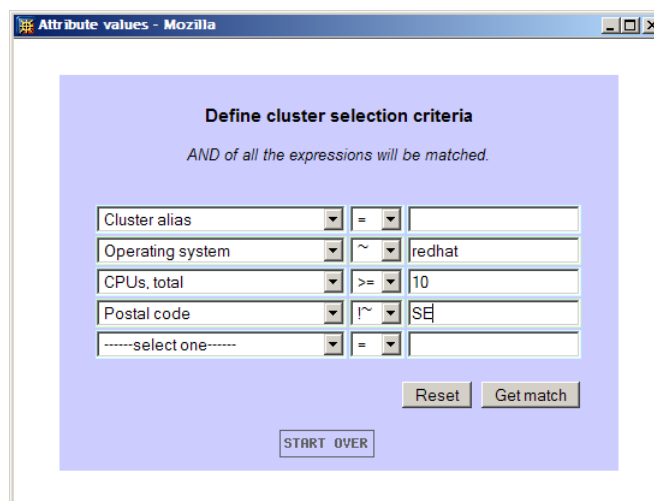 Attribute values - Mozilla
Define cluster selection criteria
AND of all the expressions will be matched.
Cluster alias =
Operating system ~ redhat
CPUs, total >= 10
Postal code !~ SE
------select one------ =
Reset Get match
START OVER